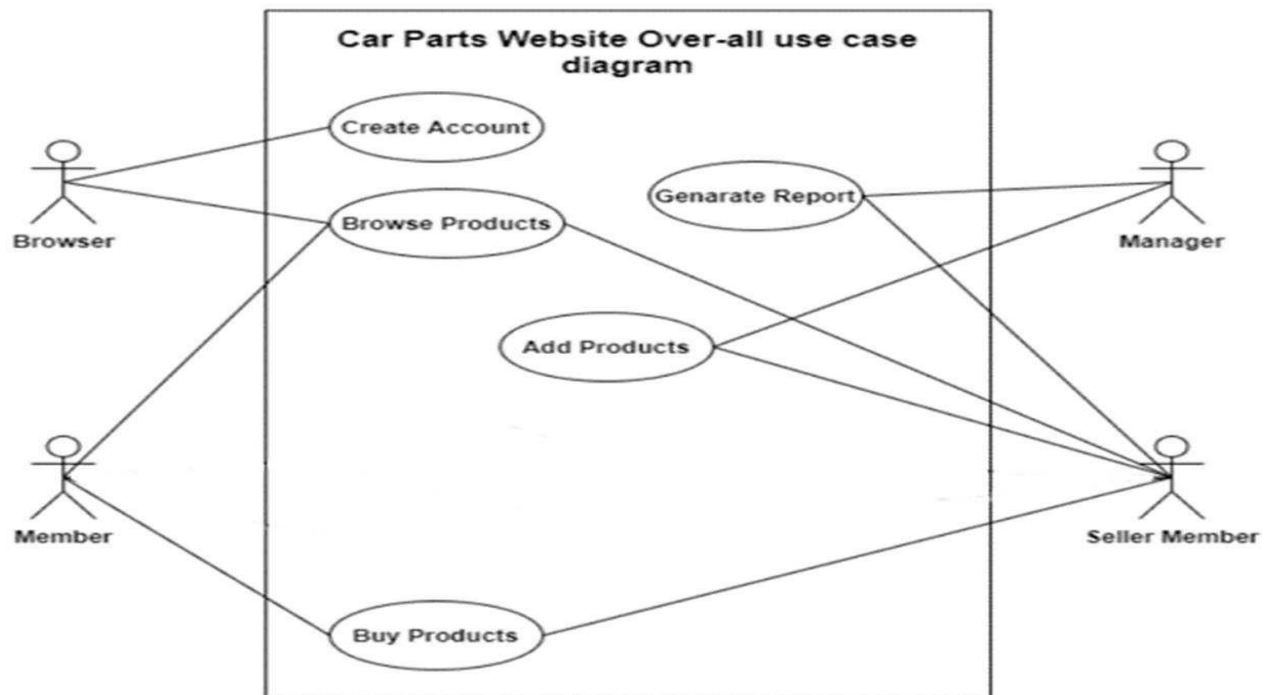 Car Parts Website Over-all use case
diagram
Create Account
Genarate Report
Browse Products
Browser
Manager
Add Products
Member
Seller Member
Buy Products